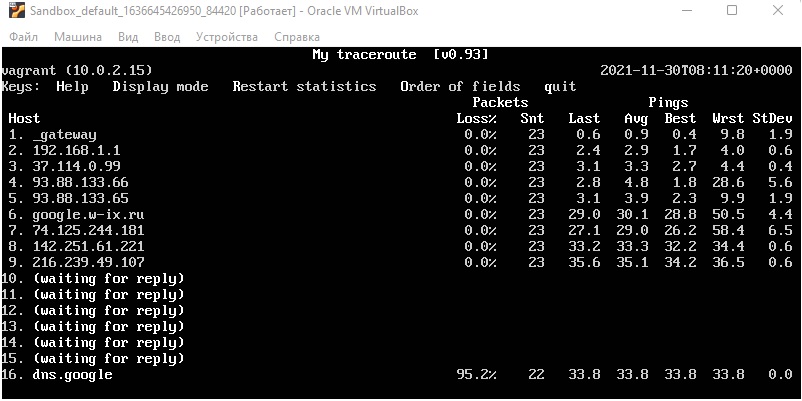 Sandbox_default_1636645426950_84420 [Работает] - Oracle VM VirtualBox
Файл Машина Вид Ввод Устройства Справка
My traceroute [v0.93]
vagrant (10.0.2.15) 2021-11-30T08:11:20+0000
Keys: Help Display mode Restart statistics Order of fields quit
Packets Pings
Host Loss% Snt Last Avg Best Wrst StDev
1. _gateway 0.0% 23 0.6 0.9 0.4 9.8 1.9
2. 192.168.1.1 0.0% 23 2.4 2.9 1.7 4.0 0.6
3. 37.114.0.99 0.0% 23 3.1 3.3 2.7 4.4 0.4
4. 93.88.133.66 0.0% 23 2.8 4.8 1.8 28.6 5.6
5. 93.88.133.65 0.0% 23 3.1 3.9 2.3 9.9 1.9
6. google.w-ix.ru 0.0% 23 29.0 30.1 28.8 50.5 4.4
7. 74.125.244.181 0.0% 23 27.1 29.0 26.2 58.4 6.5
8. 142.251.61.221 0.0% 23 33.2 33.3 32.2 34.4 0.6
9. 216.239.49.107 0.0% 23 35.6 35.1 34.2 36.5 0.6
10. (waiting for reply)
11. (waiting for reply)
12. (waiting for reply)
13. (waiting for reply)
14. (waiting for reply)
15. (waiting for reply)
16. dns.google 95.2% 22 33.8 33.8 33.8 33.8 0.0